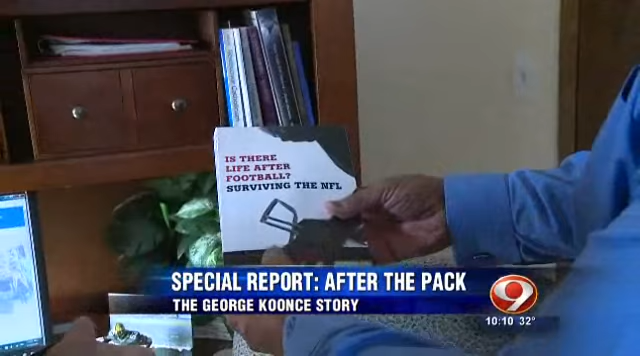 IS THERE
LIFE AFTER
FOOTBALL?
SURVIVING THE NFL
SPECIAL REPORT: AFTER THE PACK
THE GEORGE KOONCE STORY
9
10:10 32°